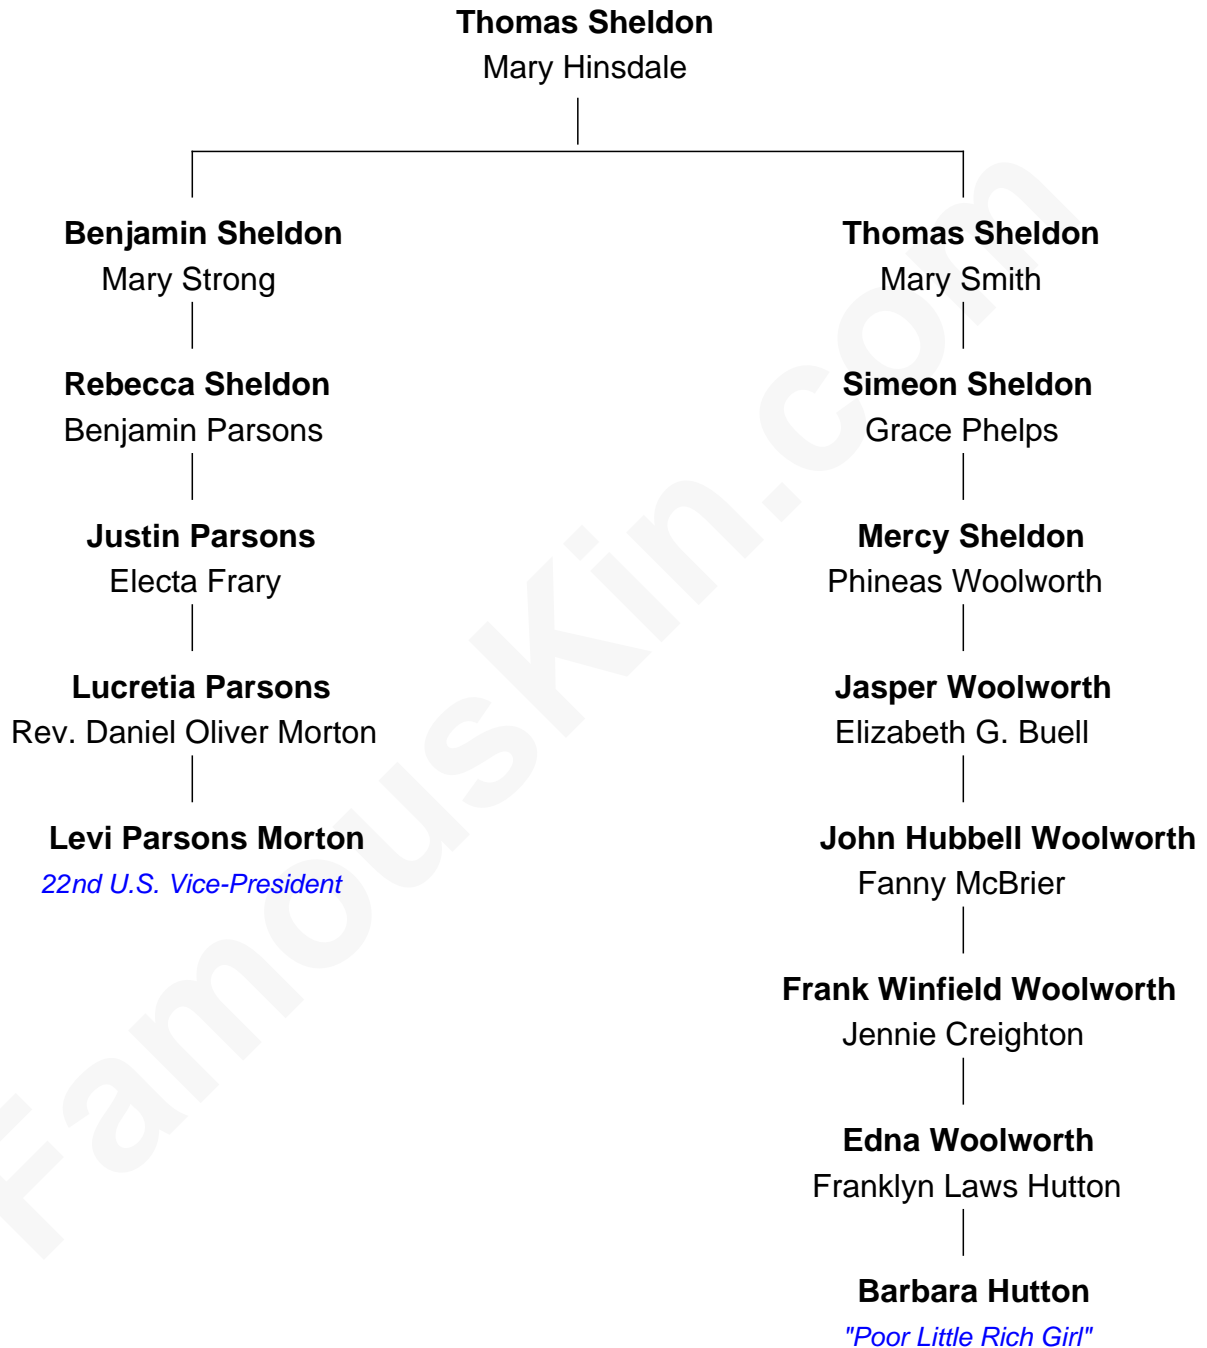 Thomas Sheldon
Mary Hinsdale
Benjamin Sheldon
Mary Strong
Rebecca Sheldon
Benjamin Parsons
Justin Parsons
Electa Frary
Lucretia Parsons
Rev. Daniel Oliver Morton
Levi Parsons Morton
22nd U.S. Vice-President
Thomas Sheldon
Mary Smith
Simeon Sheldon
Grace Phelps
Mercy Sheldon
Phineas Woolworth
Jasper Woolworth
Elizabeth G. Buell
John Hubbell Woolworth
Fanny McBrier
Frank Winfield Woolworth
Jennie Creighton
Edna Woolworth
Franklyn Laws Hutton
Barbara Hutton
"Poor Little Rich Girl"
FamousKin.com